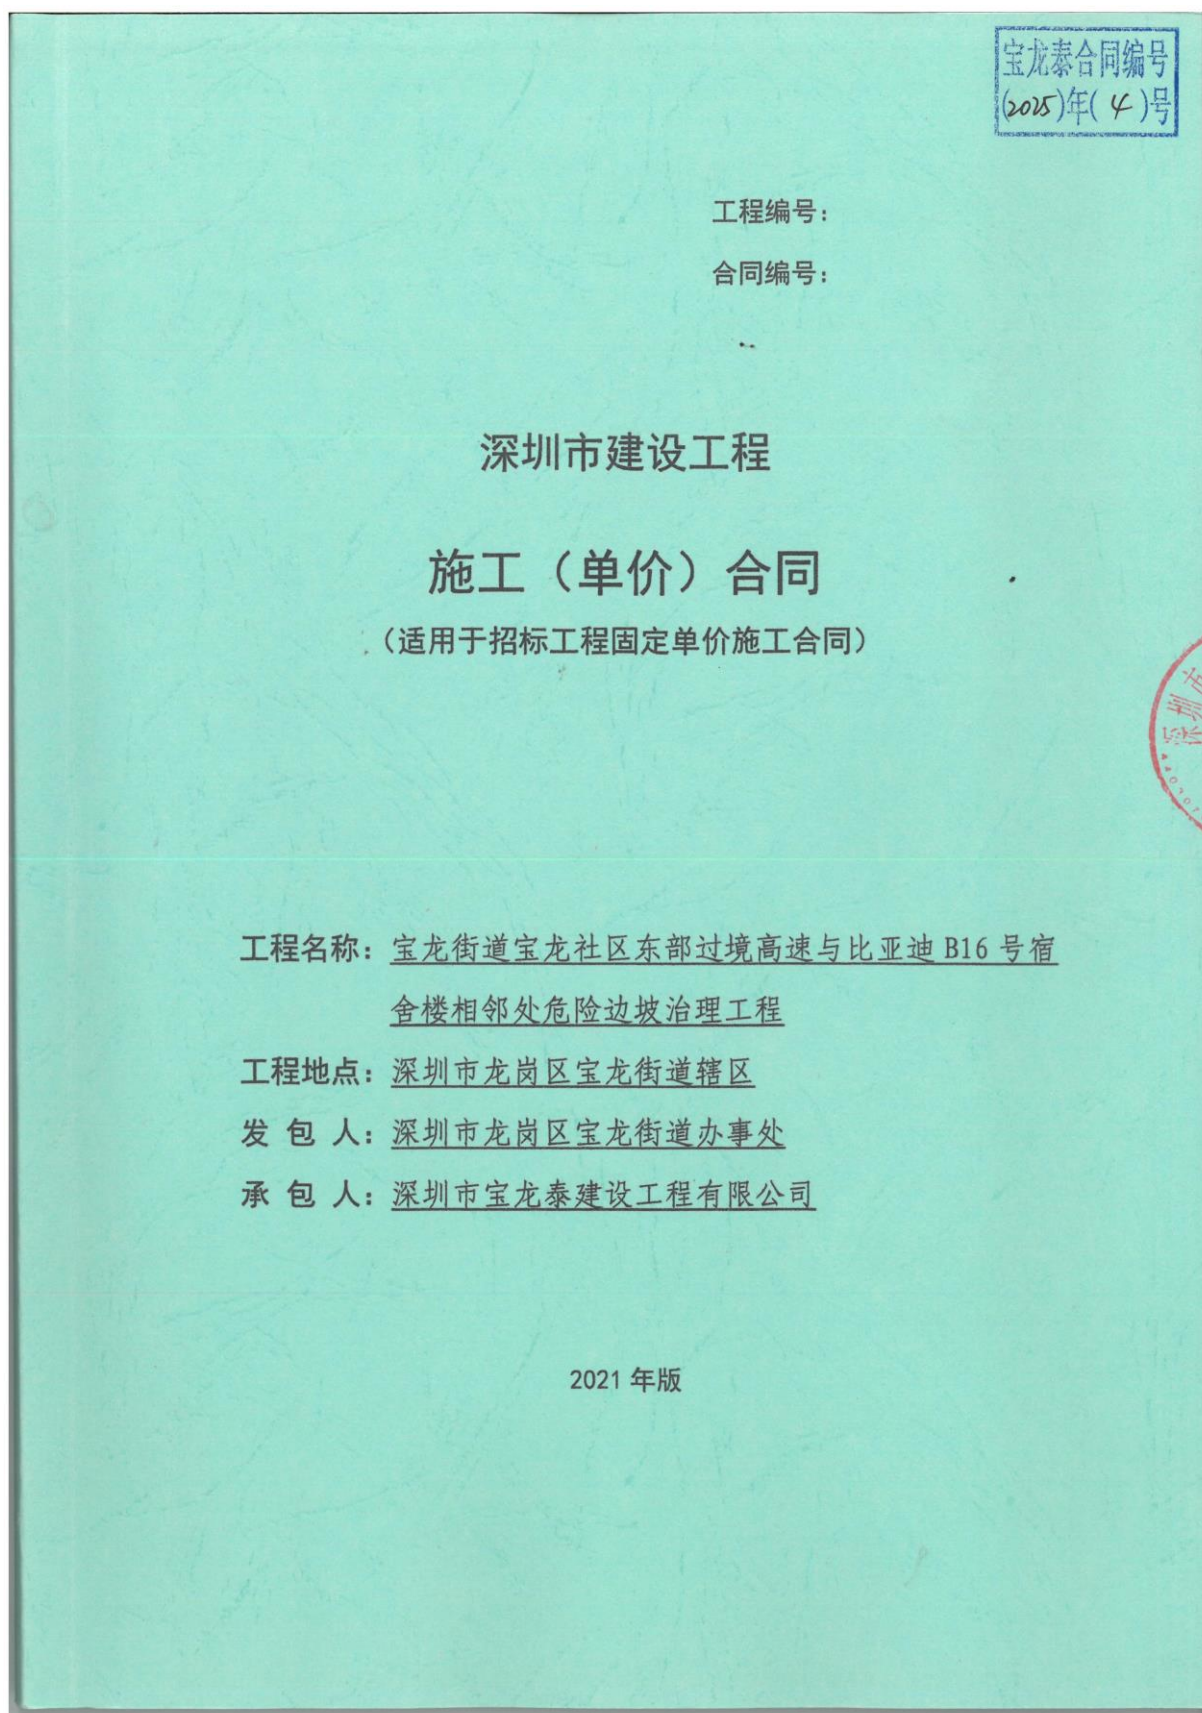 宝龙泰合同编号
(2025)年(4)号
工程编号：
合同编号：
深圳市建设工程
施工（单价）合同
（适用于招标工程固定单价施工合同）
深圳市
工程名称：宝龙街道宝龙社区东部过境高速与比亚迪 B16 号宿
舍楼相邻处危险边坡治理工程
工程地点：深圳市龙岗区宝龙街道辖区
发 包 人：深圳市龙岗区宝龙街道办事处
承 包 人：深圳市宝龙泰建设工程有限公司
2021 年版